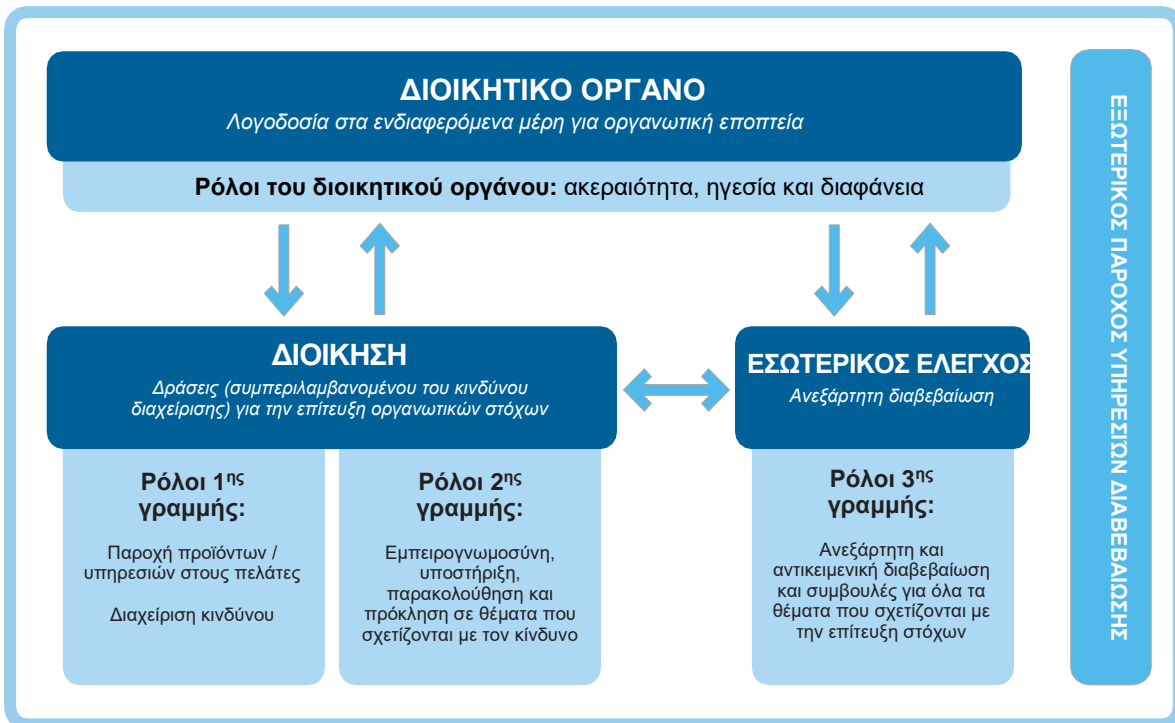 ΔΙΟΙΚΗΤΙΚΟ ΟΡΓΑΝΟ
Λογοδοσία στα ενδιαφερόμενα μέρη για οργανωτική εποπτεία
Ρόλοι του διοικητικού οργάνου: ακεραιότητα, ηγεσία και διαφάνεια
ΔΙΟΙΚΗΣΗ
Δράσεις (συμπεριλαμβανομένου του κινδύνου
διαχείρισης) για την επίτευξη οργανωτικών στόχων
Ρόλοι 1ης
γραμμής:
Παροχή προϊόντων /
υπηρεσιών στους πελάτες
Διαχείριση κινδύνου
Ρόλοι 2ης
γραμμής:
Εμπειρογνωμοσύνη,
υποστήριξη,
παρακολούθηση και
πρόκληση σε θέματα που
σχετίζονται με τον κίνδυνο
ΕΣΩΤΕΡΙΚΟΣ ΕΛΕΓΧΟΣ
Ανεξάρτητη διαβεβαίωση
Ρόλοι 3ης
γραμμής:
Ανεξάρτητη και
αντικειμενική διαβεβαίωση
και συμβουλές για όλα τα
θέματα που σχετίζονται με
την επίτευξη στόχων
ΕΞΩΤΕΡΙΚΟΣ ΠΑΡΟΧΟΣ ΥΠΗΡΕΣΙΏΝ ΔΙΑΒΕΒΑΙΩΣΗΣ